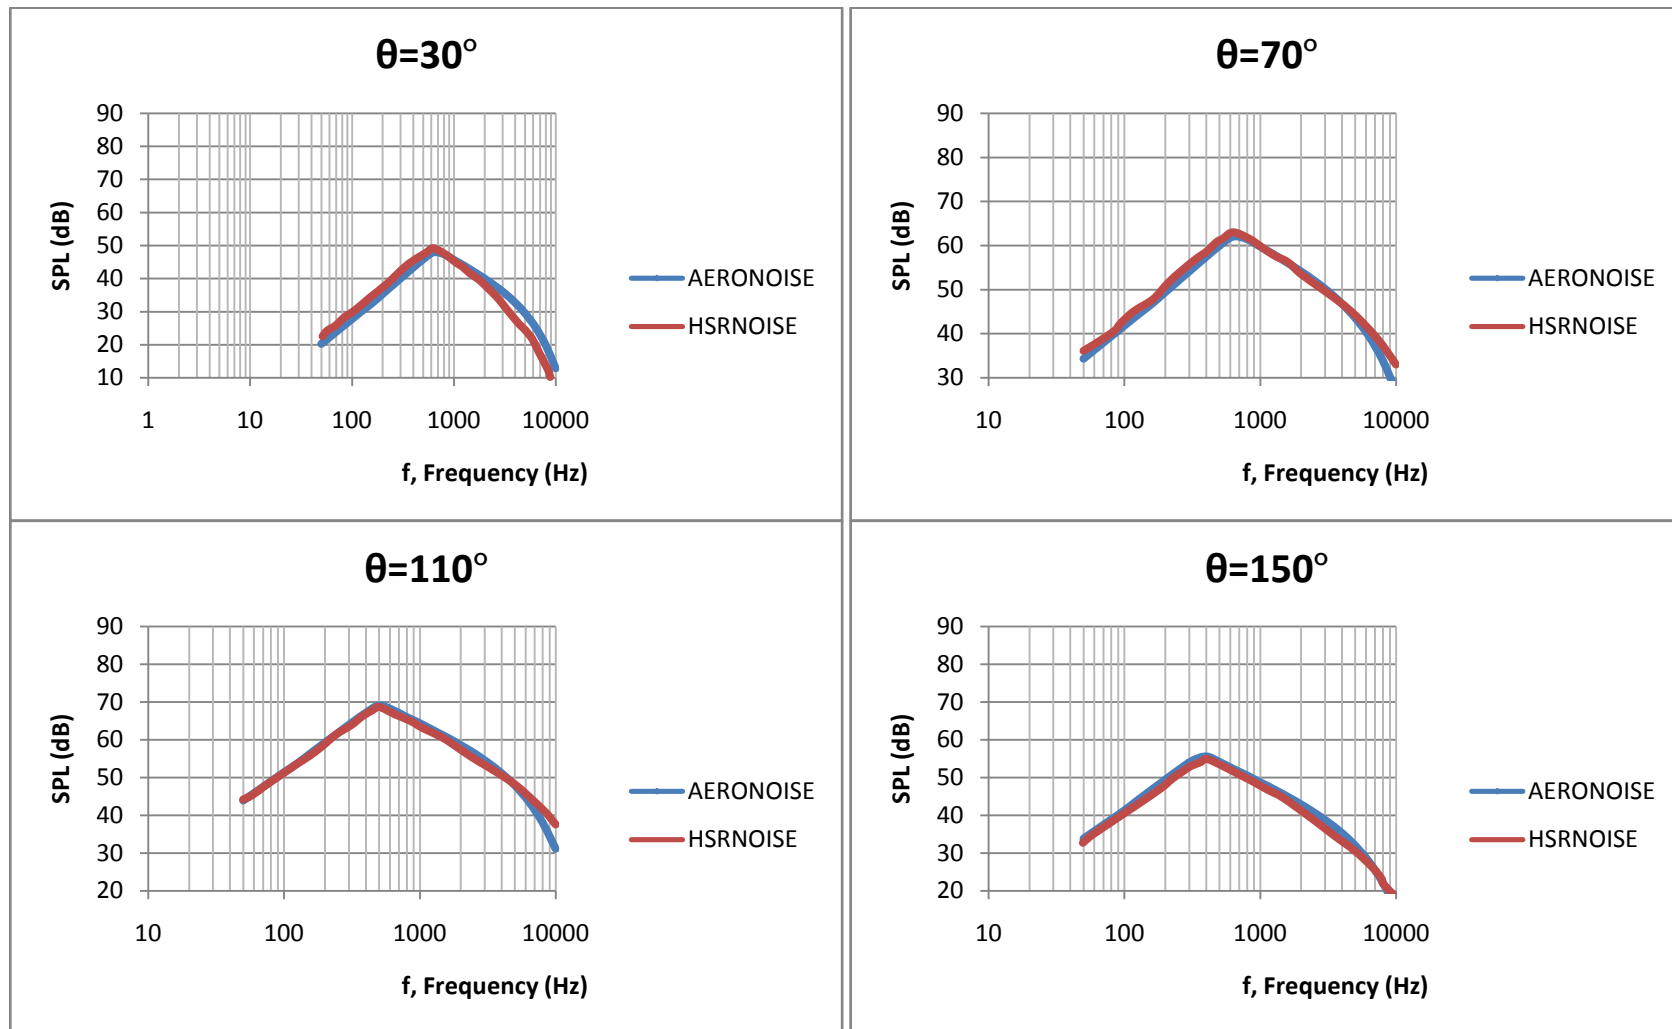 θ=30°
90
80
70
60
50
40
30
20
10
SPL (dB)
1
10
100
1000
10000
f, Frequency (Hz)
AERONOISE
HSRNOISE
θ=70°
90
80
70
60
50
40
30
SPL (dB)
10
100
1000
10000
f, Frequency (Hz)
AERONOISE
HSRNOISE
θ=110°
90
80
70
60
50
40
30
20
SPL (dB)
10
100
1000
10000
f, Frequency (Hz)
AERONOISE
HSRNOISE
θ=150°
90
80
70
60
50
40
30
20
SPL (dB)
10
100
1000
10000
f, Frequency (Hz)
AERONOISE
HSRNOISE